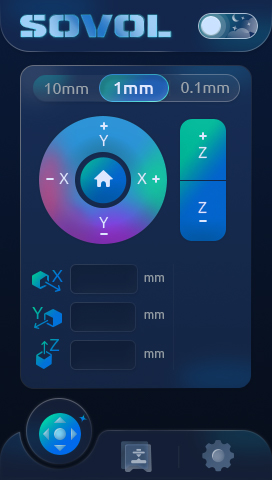 SOVOL
10mm 1mm 0.1mm
+
Y
- X X +
Y
-
+
Z
Z
-
X mm
Y mm
Z mm